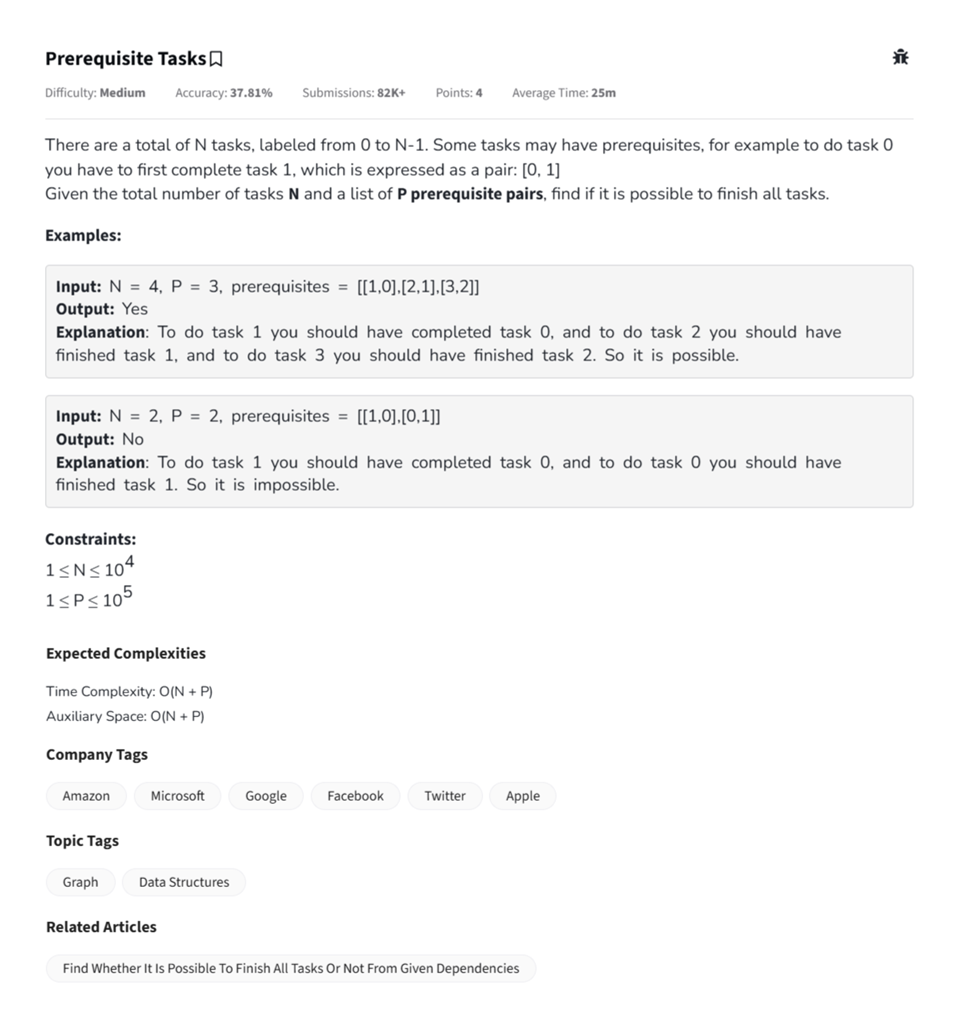 Prerequisite Tasks
Difficulty: Medium Accuracy: 37.81% Submissions: 82K+ Points: 4 Average Time: 25m
There are a total of N tasks, labeled from 0 to N-1. Some tasks may have prerequisites, for example to do task 0
you have to first complete task 1, which is expressed as a pair: [0, 1]
Given the total number of tasks N and a list of P prerequisite pairs, find if it is possible to finish all tasks.
Examples:
Input: N = 4, P = 3, prerequisites = [[1,0],[2,1],[3,2]]
Output: Yes
Explanation: To do task 1 you should have completed task 0, and to do task 2 you should have
finished task 1, and to do task 3 you should have finished task 2. So it is possible.
Input: N = 2, P = 2, prerequisites = [[1,0],[0,1]]
Output: No
Explanation: To do task 1 you should have completed task 0, and to do task 0 you should have
finished task 1. So it is impossible.
Constraints:
1 ≤ N ≤ 10⁴
1 ≤ P ≤ 10⁵
Expected Complexities
Time Complexity: O(N + P)
Auxiliary Space: O(N + P)
Company Tags
Amazon Microsoft Google Facebook Twitter Apple
Topic Tags
Graph Data Structures
Related Articles
Find Whether It Is Possible To Finish All Tasks Or Not From Given Dependencies